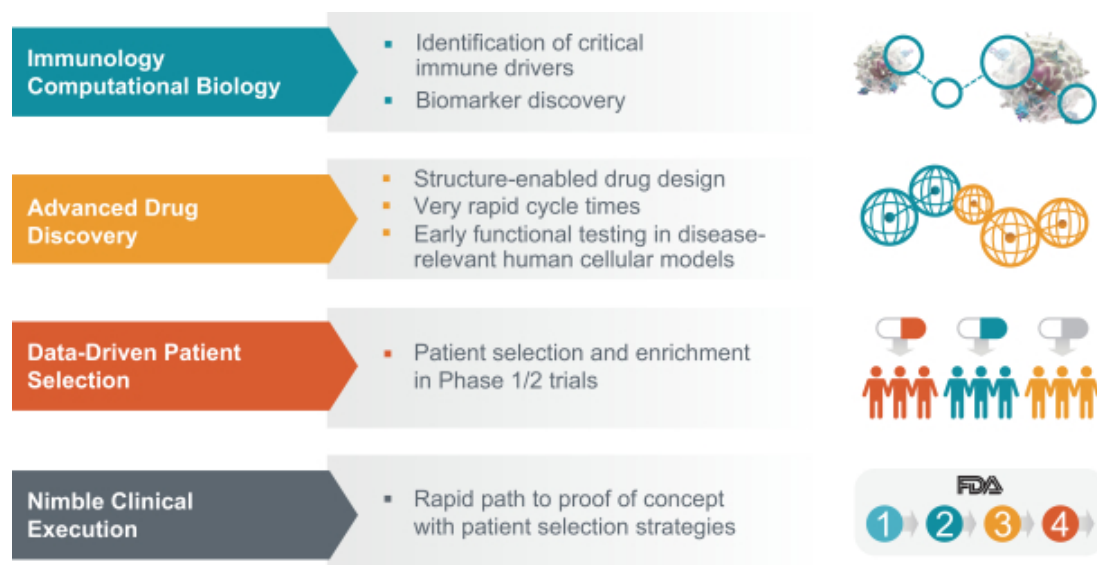 Immunology
Computational Biology
Identification of critical
immune drivers
Biomarker discovery
Advanced Drug
Discovery
Structure-enabled drug design
Very rapid cycle times
Early functional testing in disease-
relevant human cellular models
Data-Driven Patient
Selection
Patient selection and enrichment
in Phase 1/2 trials
Nimble Clinical
Execution
Rapid path to proof of concept
with patient selection strategies
FDA
1 2 3 4